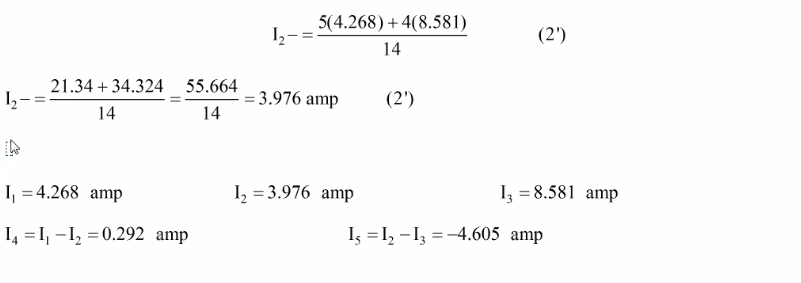 I₂ − = (5(4.268) + 4(8.581))/14 (2')
I₂ − = (21.34 + 34.324)/14 = 55.664/14 = 3.976 amp (2')
I₁ = 4.268 amp I₂ = 3.976 amp I₃ = 8.581 amp
I₄ = I₁ − I₂ = 0.292 amp I₅ = I₂ − I₃ = −4.605 amp